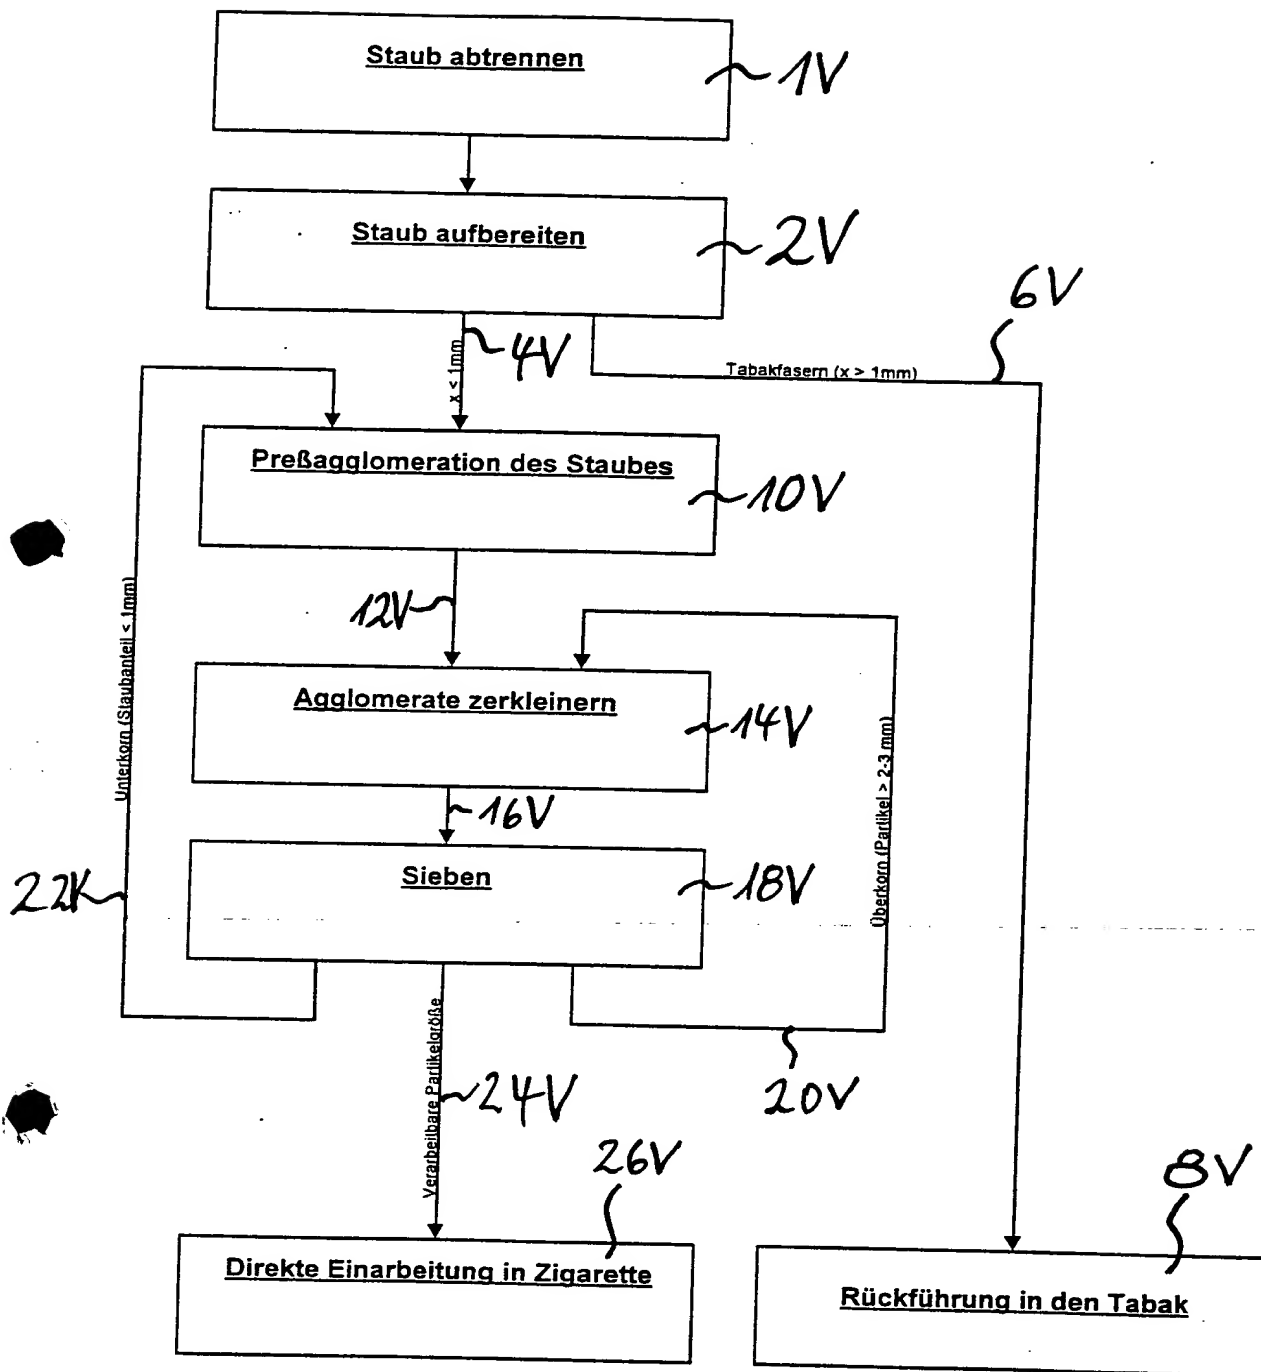 Staub abtrennen
1V
Staub aufbereiten
2V
6V
4V
x < 1mm
Tabakfasern (x > 1mm)
Preßagglomeration des Staubes
10V
12V
Unterkorn (Staubanteil < 1mm)
Agglomerate zerkleinern
14V
Überkorn (Partikel > 2-3 mm)
16V
Sieben
18V
22K
Verarbeilbare Partikelgröße
24V
20V
26V
8V
Direkte Einarbeitung in Zigarette
Rückführung in den Tabak